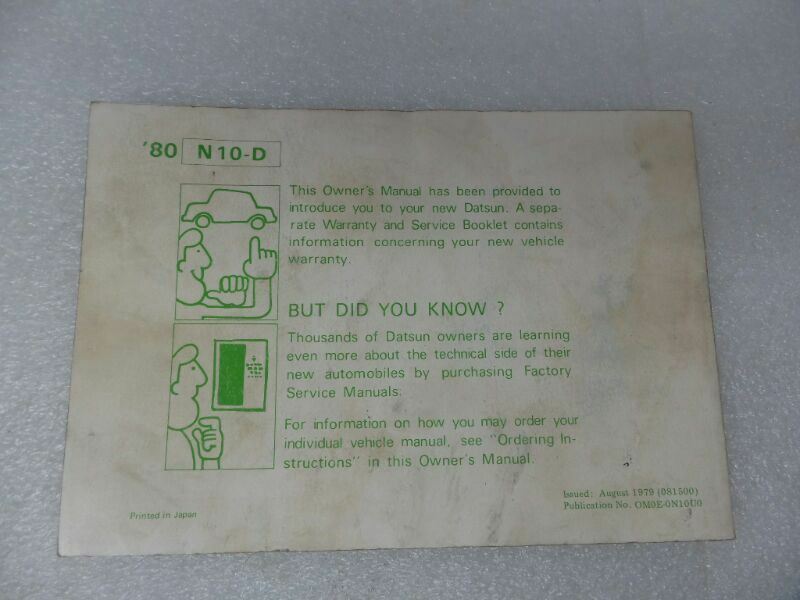 '80 N10-D
This Owner's Manual has been provided to
introduce you to your new Datsun. A sepa-
rate Warranty and Service Booklet contains
information concerning your new vehicle
warranty.
BUT DID YOU KNOW ?
Thousands of Datsun owners are learning
even more about the technical side of their
new automobiles by purchasing Factory
Service Manuals.
For information on how you may order your
individual vehicle manual, see "Ordering In-
structions" in this Owner's Manual.
Issued: August 1979 (081500)
Publication No. OM0E-0N10U0
Printed in Japan